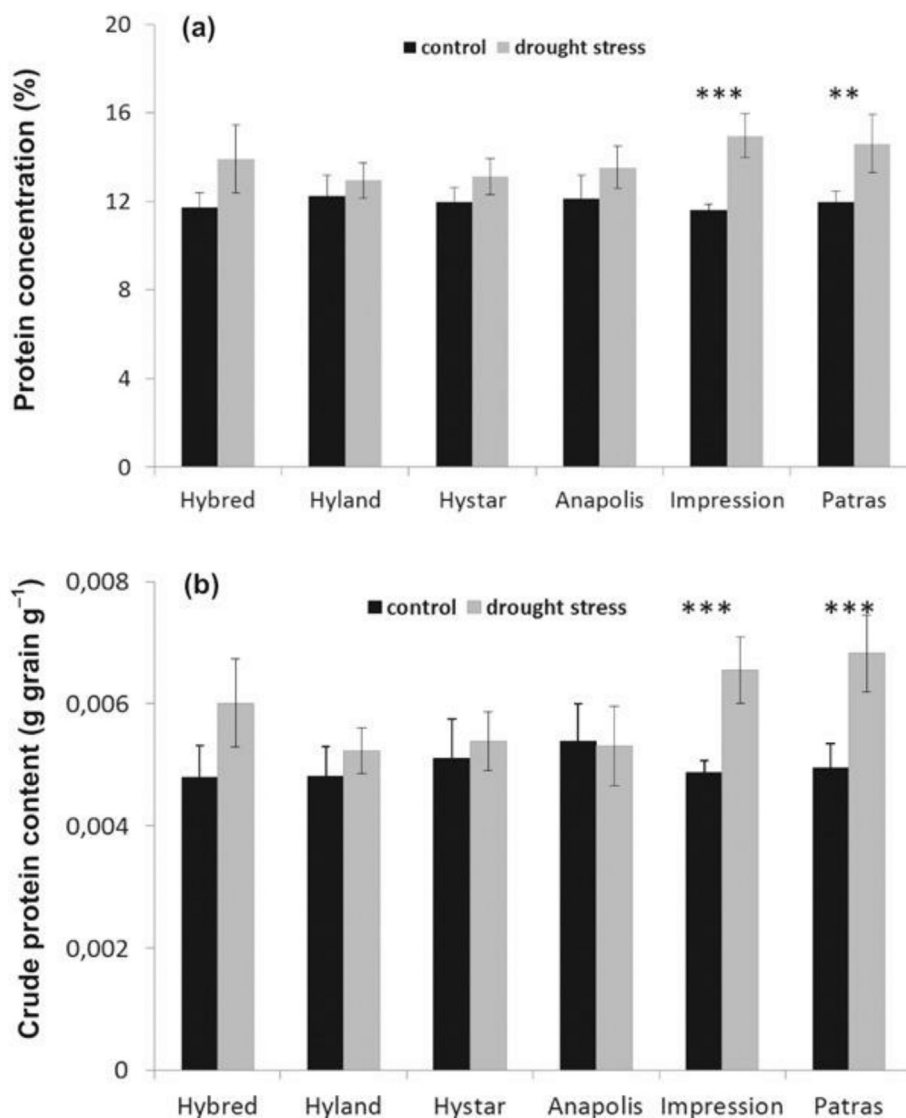 (a)
control drought stress
Protein concentration (%)
20
16
12
8
4
0
*** **
Hybred Hyland Hystar Anapolis Impression Patras
(b)
control drought stress
Crude protein content (g grain g⁻¹)
0,008
0,006
0,004
0,002
0
*** ***
Hybred Hyland Hystar Anapolis Impression Patras